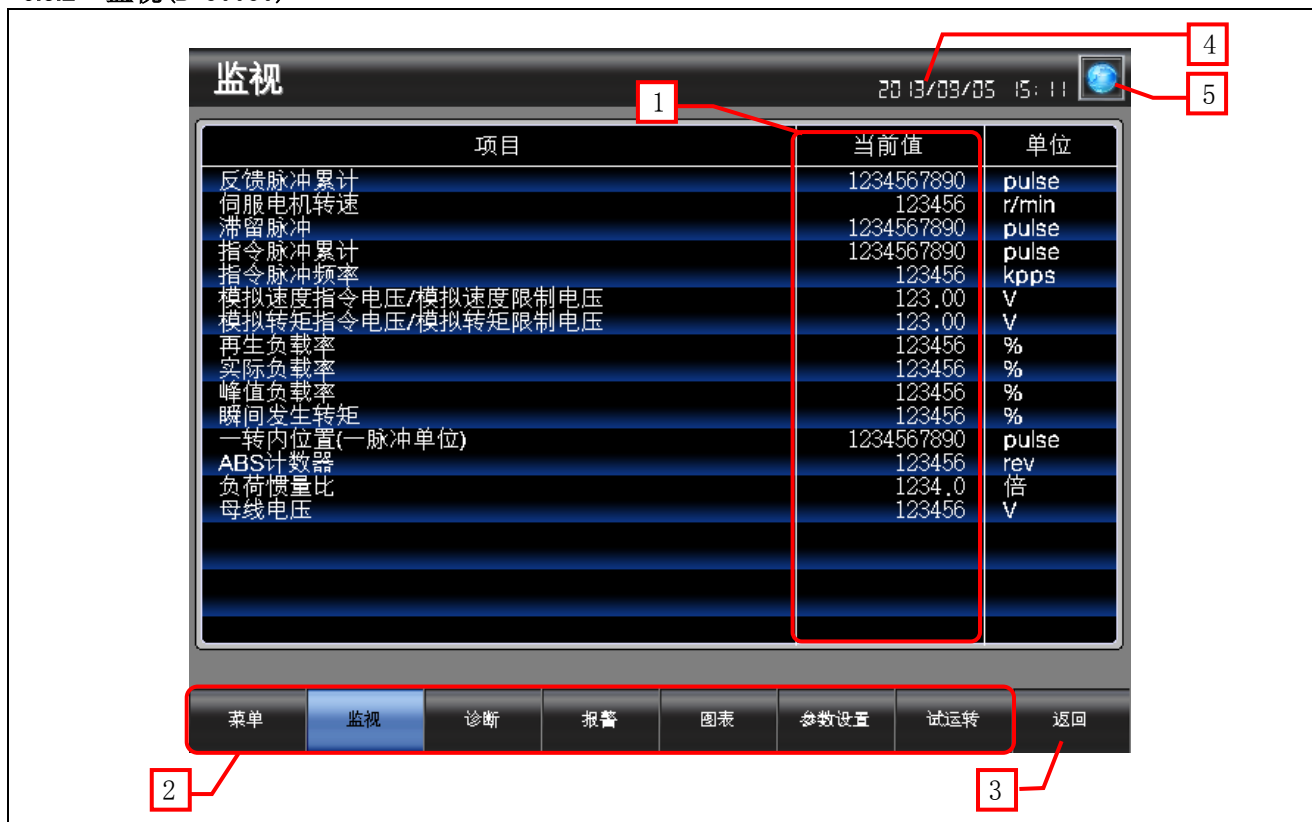 监视
2013/09/05 15:11
4
5
1
项目 当前值 单位
反馈脉冲累计 1234567890 pulse
伺服电机转速 123456 r/min
滞留脉冲 1234567890 pulse
指令脉冲累计 1234567890 pulse
指令脉冲频率 123456 kpps
模拟速度指令电压/模拟速度限制电压 123.00 V
模拟转矩指令电压/模拟转矩限制电压 123.00 V
再生负载率 123456 %
实际负载率 123456 %
峰值负载率 123456 %
瞬间发生转矩 123456 %
一转内位置(一脉冲单位) 1234567890 pulse
ABS计数器 123456 rev
负荷惯量比 1234.0 倍
母线电压 123456 V
菜单 监视 诊断 报警 图表 参数设置 试运转 返回
2
3